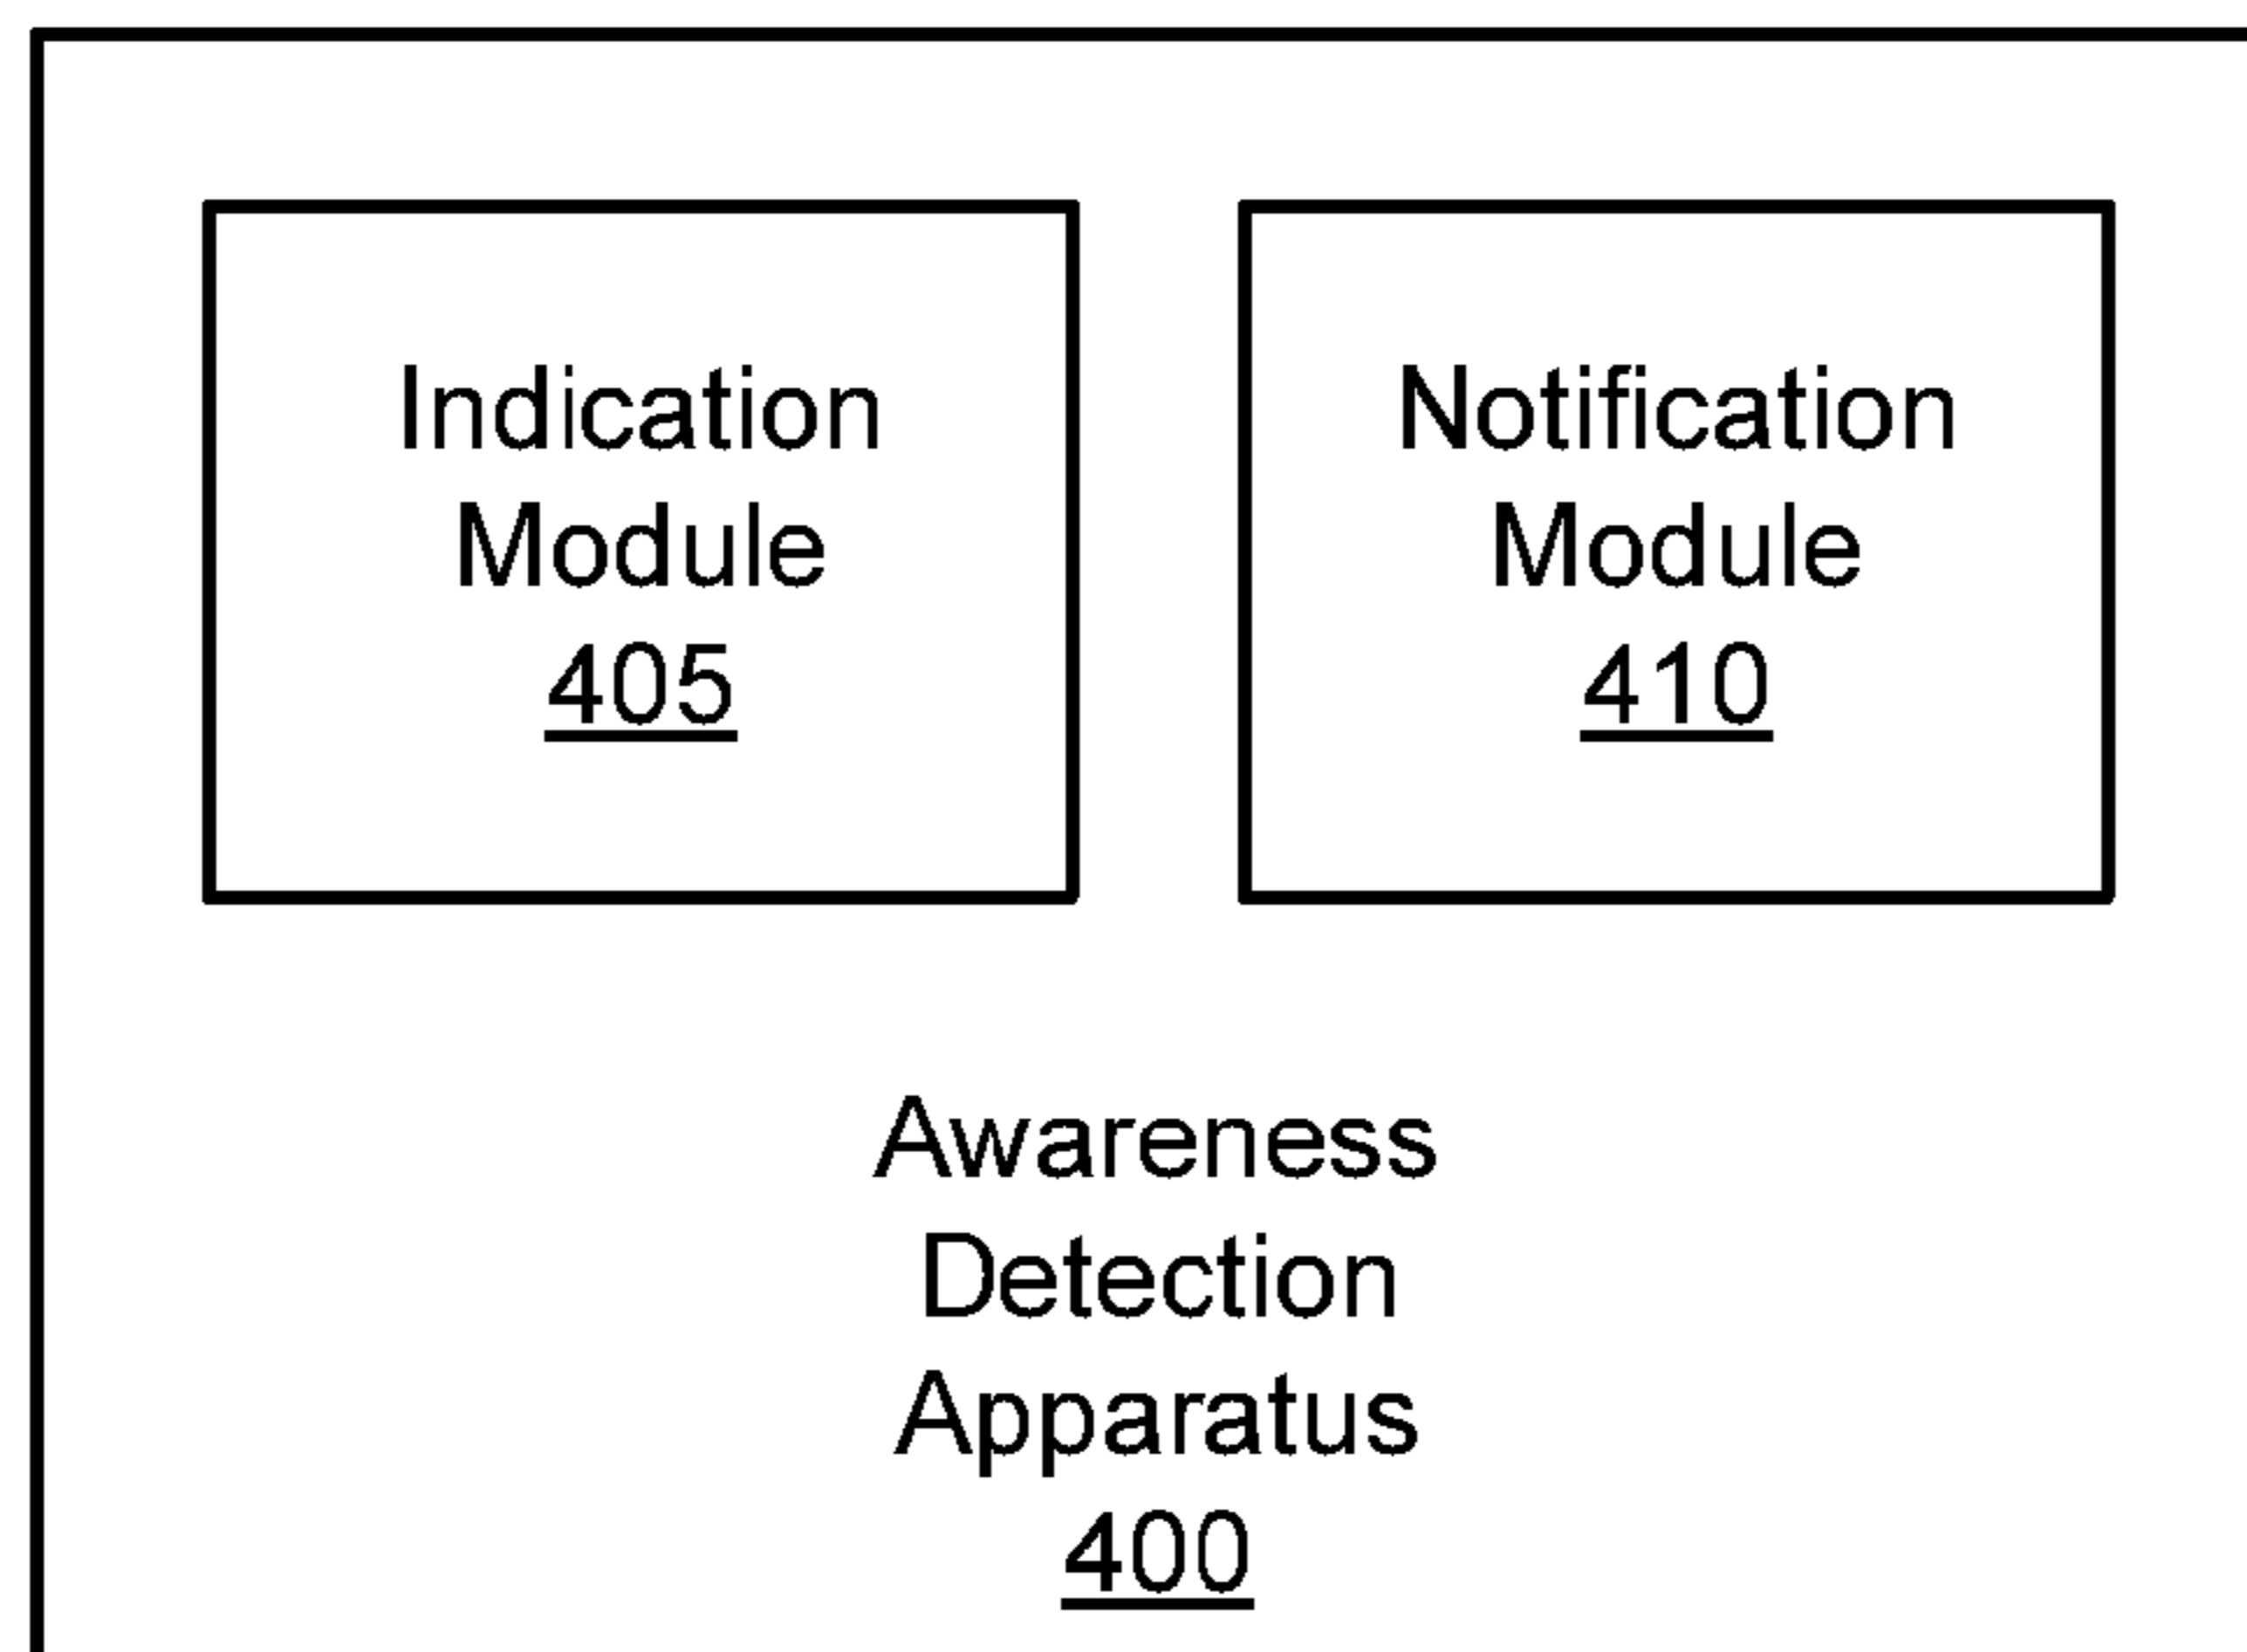 Indication
Module
405
Notification
Module
410
Awareness
Detection
Apparatus
400